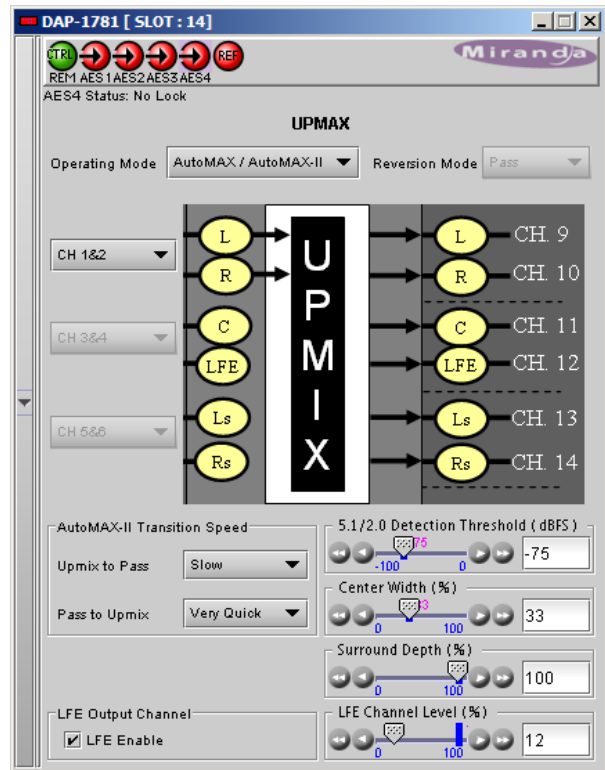 DAP-1781 [ SLOT : 14]
CTRL REF Miranda
REM AES1 AES2 AES3 AES4
AES4 Status: No Lock
UPMAX
Operating Mode AutoMAX / AutoMAX-II Reversion Mode Pass
CH 1&2
CH 3&4
CH 5&6
L
R
C
LFE
Ls
Rs
UPMIX
L CH. 9
R CH. 10
C CH. 11
LFE CH. 12
Ls CH. 13
Rs CH. 14
AutoMAX-II Transition Speed
Upmix to Pass Slow
Pass to Upmix Very Quick
5.1/2.0 Detection Threshold ( dBFS )
-100 0 -75
Center Width (%)
0 100 33
Surround Depth (%)
0 100 100
LFE Output Channel
LFE Enable
LFE Channel Level (%)
0 100 12